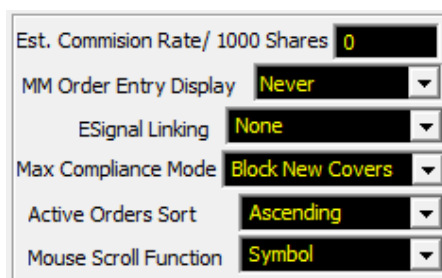 Est. Commision Rate/ 1000 Shares 0
MM Order Entry Display Never
ESignal Linking None
Max Compliance Mode Block New Covers
Active Orders Sort Ascending
Mouse Scroll Function Symbol